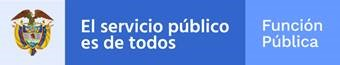 El servicio público
es de todos
Función
Pública